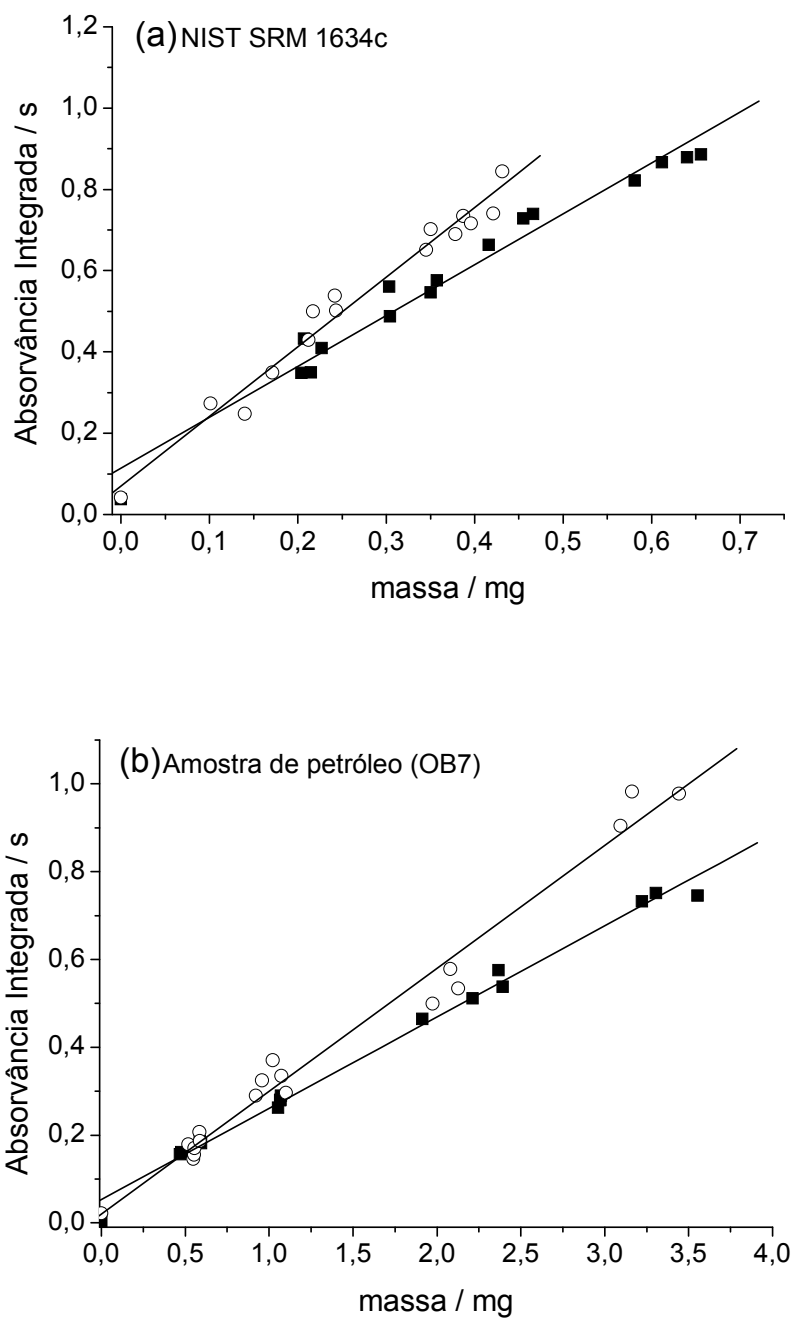 (a) NIST SRM 1634c
Absorvância Integrada / s
1,2
1,0
0,8
0,6
0,4
0,2
0,0
0,0 0,1 0,2 0,3 0,4 0,5 0,6 0,7
massa / mg
(b) Amostra de petróleo (OB7)
Absorvância Integrada / s
1,0
0,8
0,6
0,4
0,2
0,0
0,0 0,5 1,0 1,5 2,0 2,5 3,0 3,5 4,0
massa / mg